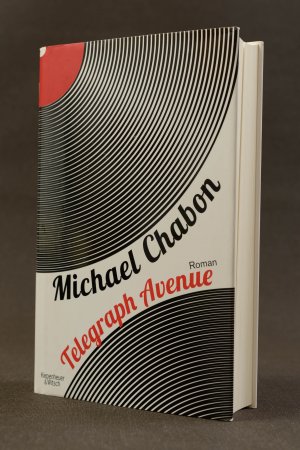 Michael Chabon
Telegraph Avenue
Roman
Kiepenheuer
& Witsch